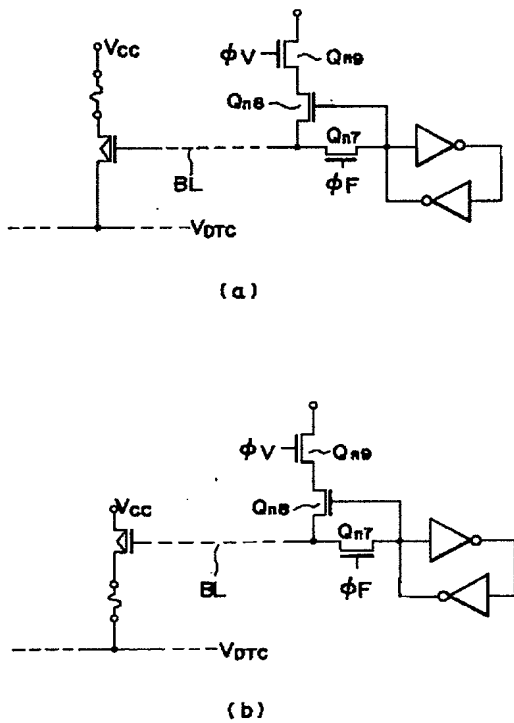 φV
Qn9
VCC
Qn8
Qn7
BL
φF
VDTC
(a)
φV
Qn9
VCC
Qn8
Qn7
BL
φF
VDTC
(b)